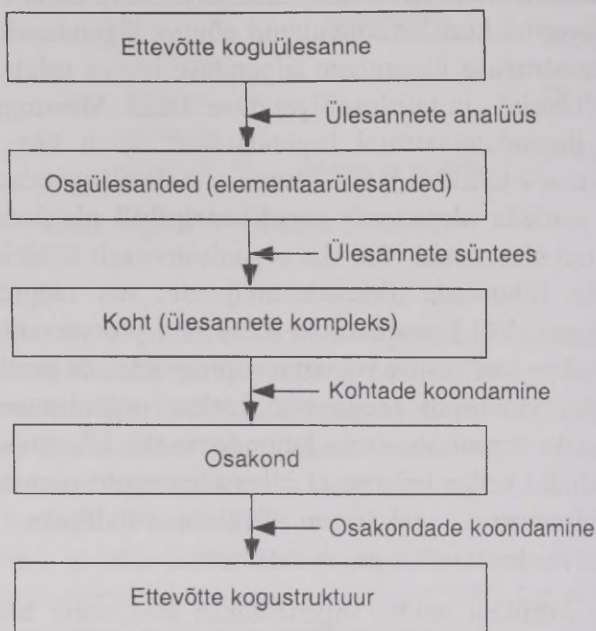 Ettevõtte koguülesanne
Ülesannete analüüs
Osaülesanded (elementaarülesanded)
Ülesannete süntees
Koht (ülesannete kompleks)
Kohtade koondamine
Osakond
Osakondade koondamine
Ettevõtte kogustruktuur